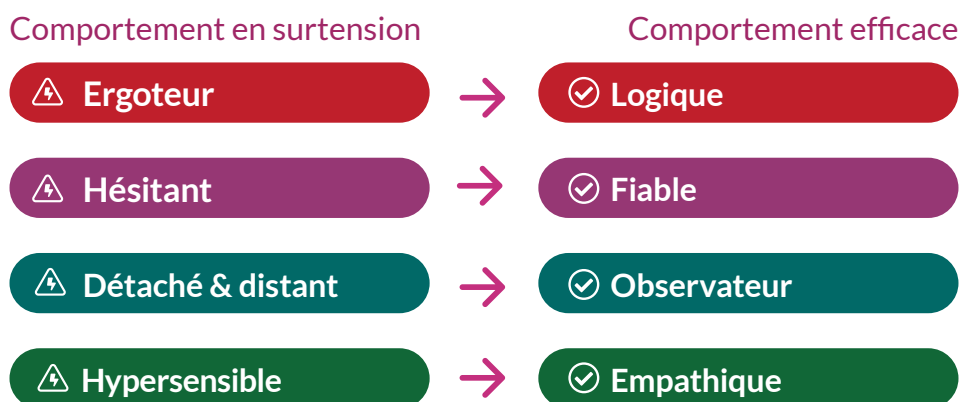 Comportement en surtension Comportement efficace
Ergoteur Logique
Hésitant Fiable
Détaché & distant Observateur
Hypersensible Empathique